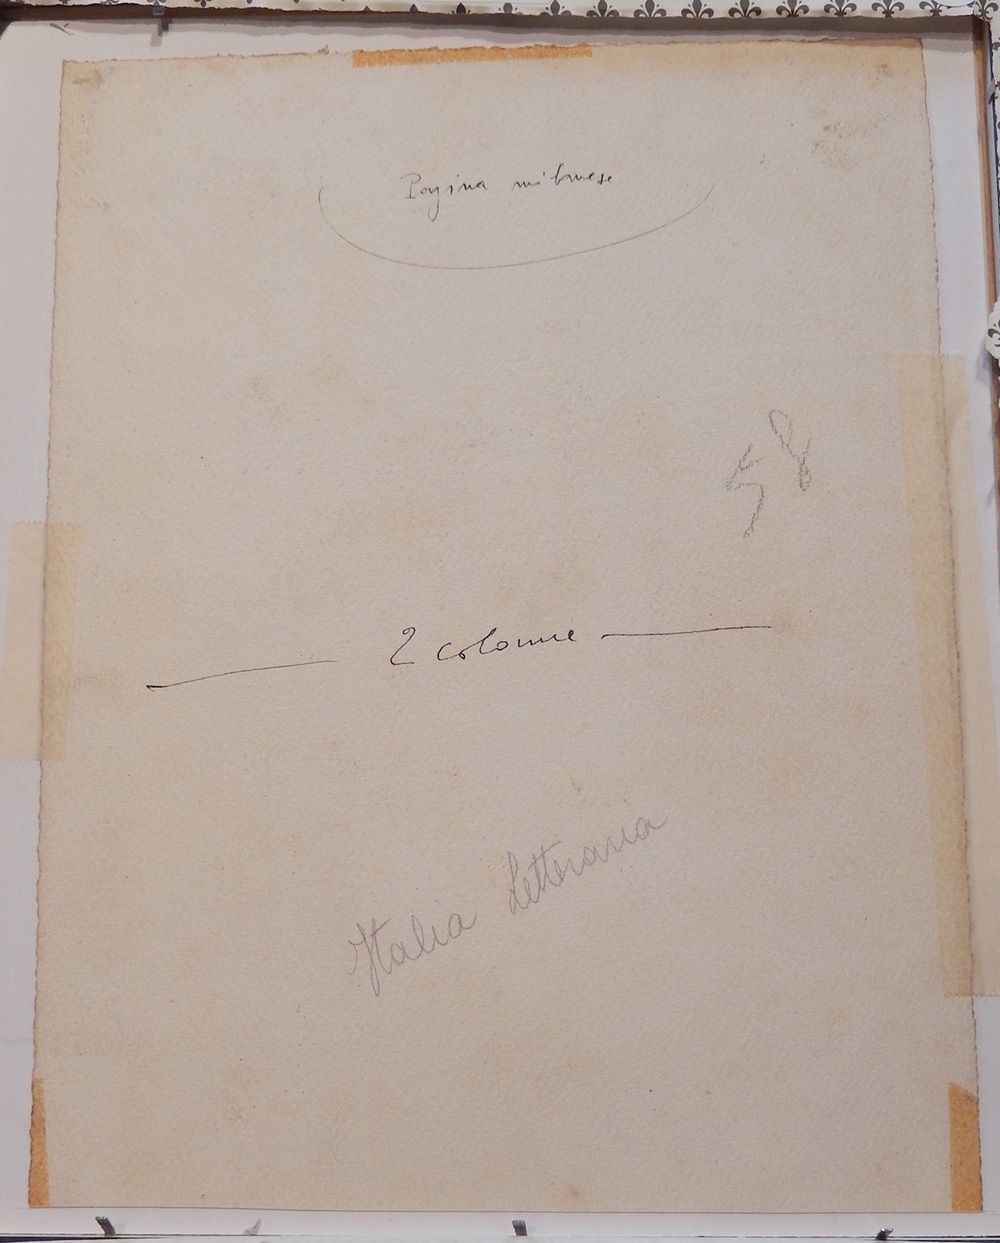 Pagina milanese
58
2 colonne
Italia Letteraria